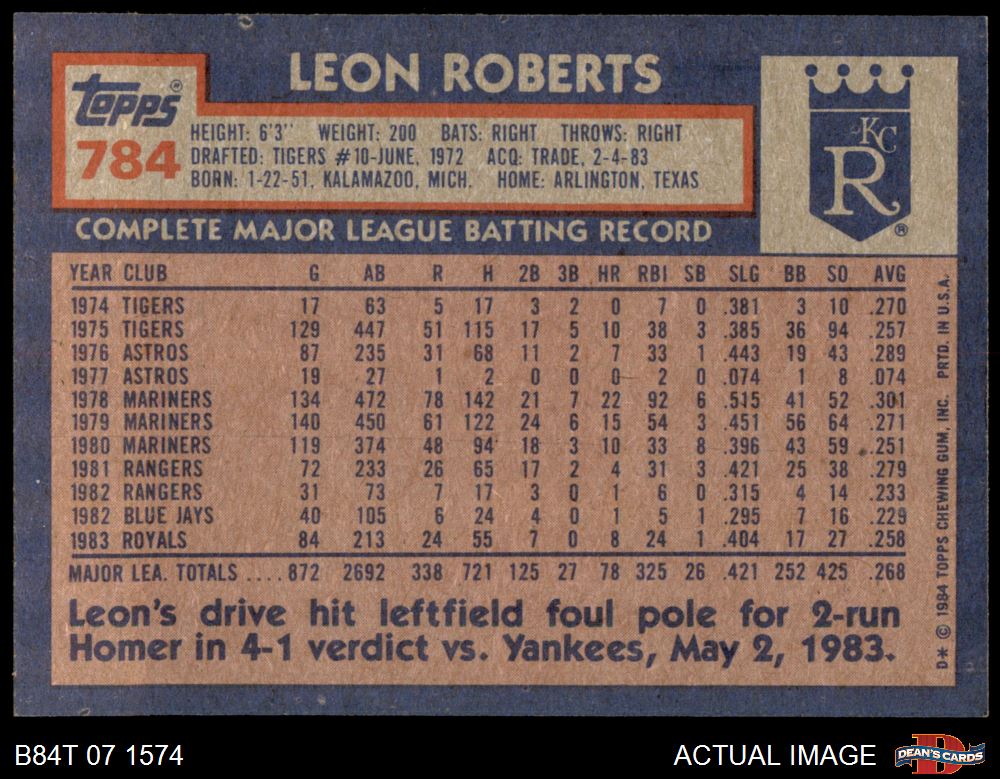 LEON ROBERTS
topps®
784
HEIGHT: 6'3" WEIGHT: 200 BATS: RIGHT THROWS: RIGHT
DRAFTED: TIGERS #10-JUNE, 1972 ACQ: TRADE, 2-4-83
BORN: 1-22-51, KALAMAZOO, MICH. HOME: ARLINGTON, TEXAS
KC
R
®
COMPLETE MAJOR LEAGUE BATTING RECORD
YEAR CLUB G AB R H 2B 3B HR RBI SB SLG BB SO AVG
1974 TIGERS 17 63 5 17 3 2 0 7 0 .381 3 10 .270
1975 TIGERS 129 447 51 115 17 5 10 38 3 .385 36 94 .257
1976 ASTROS 87 235 31 68 11 2 7 33 1 .443 19 43 .289
1977 ASTROS 19 27 1 2 0 0 0 2 0 .074 1 8 .074
1978 MARINERS 134 472 78 142 21 7 22 92 6 .515 41 52 .301
1979 MARINERS 140 450 61 122 24 6 15 54 3 .451 56 64 .271
1980 MARINERS 119 374 48 94 18 3 10 33 8 .396 43 59 .251
1981 RANGERS 72 233 26 65 17 2 4 31 3 .421 25 38 .279
1982 RANGERS 31 73 7 17 3 0 1 6 0 .315 4 14 .233
1982 BLUE JAYS 40 105 6 24 4 0 1 5 1 .295 7 16 .229
1983 ROYALS 84 213 24 55 7 0 8 24 1 .404 17 27 .258
MAJOR LEA. TOTALS .... 872 2692 338 721 125 27 78 325 26 .421 252 425 .268
Leon's drive hit leftfield foul pole for 2-run
Homer in 4-1 verdict vs. Yankees, May 2, 1983.
D* © 1984 TOPPS CHEWING GUM, INC. PRTD. IN U.S.A.
B84T 07 1574
ACTUAL IMAGE
DEAN'S CARDS